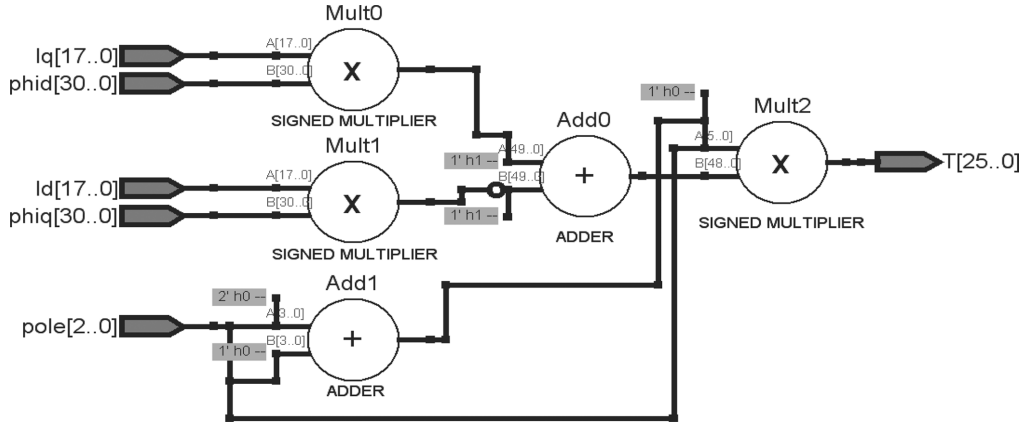 Mult0
Iq[17..0]
A[17..0]
phid[30..0]
B[30..0]
X
SIGNED MULTIPLIER
Mult1
Id[17..0]
A[17..0]
phiq[30..0]
B[30..0]
X
SIGNED MULTIPLIER
Add0
1' h1 --
A[49..0]
B[49..0]
1' h1 --
+
ADDER
1' h0 --
Mult2
A[5..0]
B[48..0]
X
T[25..0]
SIGNED MULTIPLIER
Add1
2' h0 --
A[3..0]
pole[2..0]
1' h0 --
B[3..0]
+
ADDER